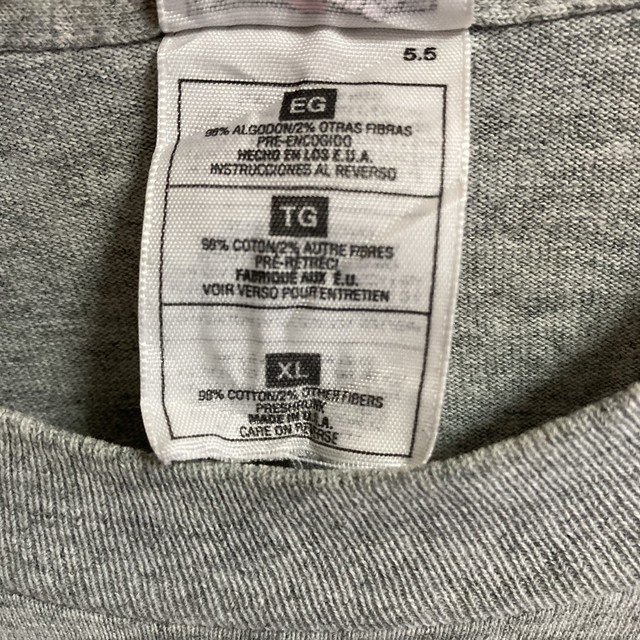 5.5
EG
98% ALGODON/2% OTRAS FIBRAS
PRE-ENCOGIDO
HECHO EN LOS E.U.A.
INSTRUCCIONES AL REVERSO
TG
98% COTON/2% AUTRE FIBRES
PRE-RETRECI
FABRIQUE AUX E.U.
VOIR VERSO POUR ENTRETIEN
XL
98% COTTON/2% OTHER FIBERS
PRESHRUNK
MADE IN U.S.A.
CARE ON REVERSE